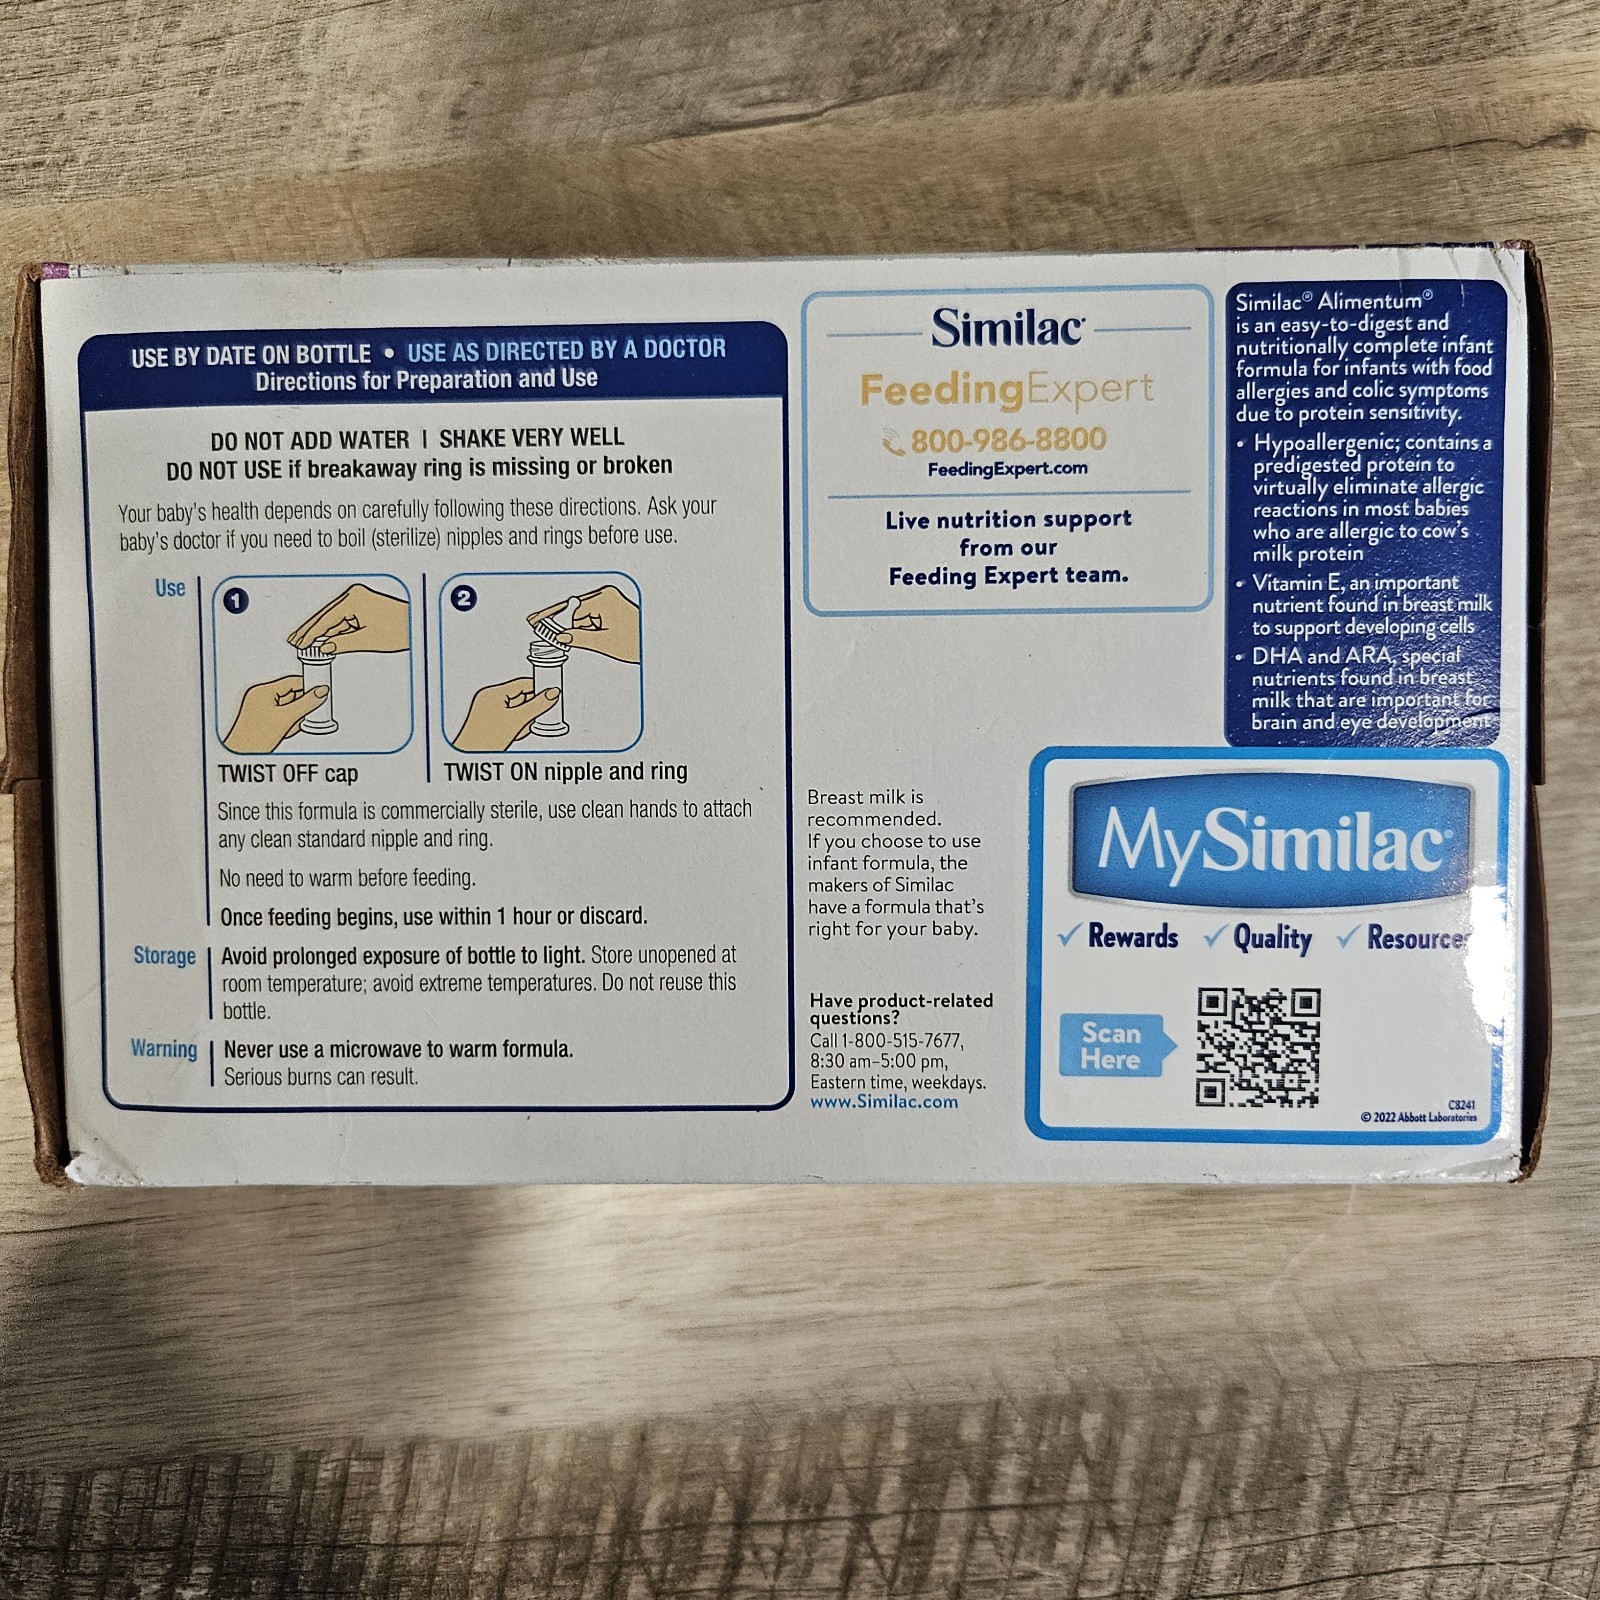 USE BY DATE ON BOTTLE • USE AS DIRECTED BY A DOCTOR
Directions for Preparation and Use
DO NOT ADD WATER | SHAKE VERY WELL
DO NOT USE if breakaway ring is missing or broken
Your baby's health depends on carefully following these directions. Ask your
baby's doctor if you need to boil (sterilize) nipples and rings before use.
Use
1
2
TWIST OFF cap
TWIST ON nipple and ring
Since this formula is commercially sterile, use clean hands to attach
any clean standard nipple and ring.
No need to warm before feeding.
Once feeding begins, use within 1 hour or discard.
Storage
Avoid prolonged exposure of bottle to light. Store unopened at
room temperature; avoid extreme temperatures. Do not reuse this
bottle.
Warning
Never use a microwave to warm formula.
Serious burns can result.
Similac®
FeedingExpert
800-986-8800
FeedingExpert.com
Live nutrition support
from our
Feeding Expert team.
Breast milk is
recommended.
If you choose to use
infant formula, the
makers of Similac
have a formula that's
right for your baby.
Have product-related
questions?
Call 1-800-515-7677,
8:30 am–5:00 pm,
Eastern time, weekdays.
www.Similac.com
Similac® Alimentum®
is an easy-to-digest and
nutritionally complete infant
formula for infants with food
allergies and colic symptoms
due to protein sensitivity.
• Hypoallergenic; contains a
predigested protein to
virtually eliminate allergic
reactions in most babies
who are allergic to cow's
milk protein
• Vitamin E, an important
nutrient found in breast milk
to support developing cells
• DHA and ARA, special
nutrients found in breast
milk that are important for
brain and eye development
MySimilac®
✓ Rewards ✓ Quality ✓ Resources
Scan
Here
C8241
© 2022 Abbott Laboratories